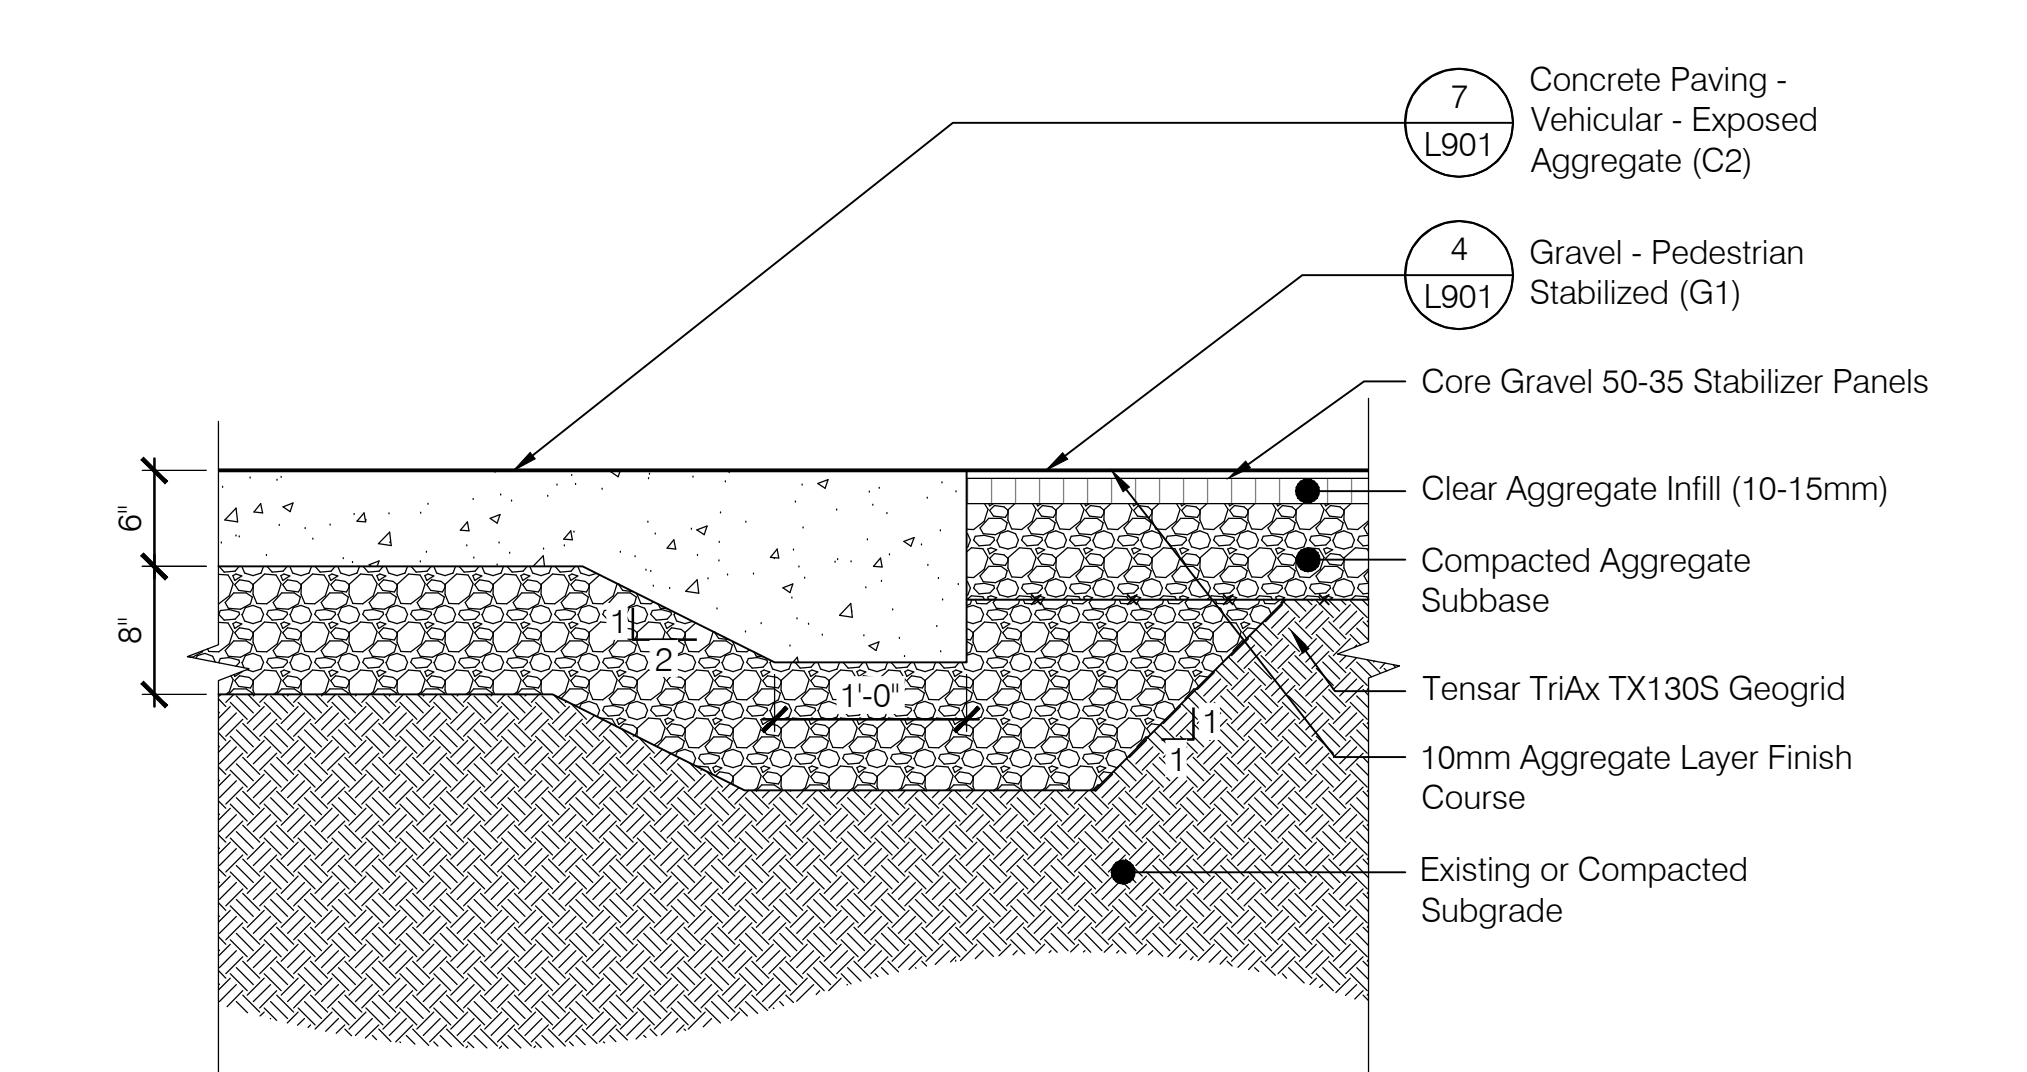 7
L901
Concrete Paving -
Vehicular - Exposed
Aggregate (C2)
4
L901
Gravel - Pedestrian
Stabilized (G1)
Core Gravel 50-35 Stabilizer Panels
Clear Aggregate Infill (10-15mm)
Compacted Aggregate
Subbase
Tensar TriAx TX130S Geogrid
10mm Aggregate Layer Finish
Course
Existing or Compacted
Subgrade
6"
8"
1
2
1'-0"
1
1